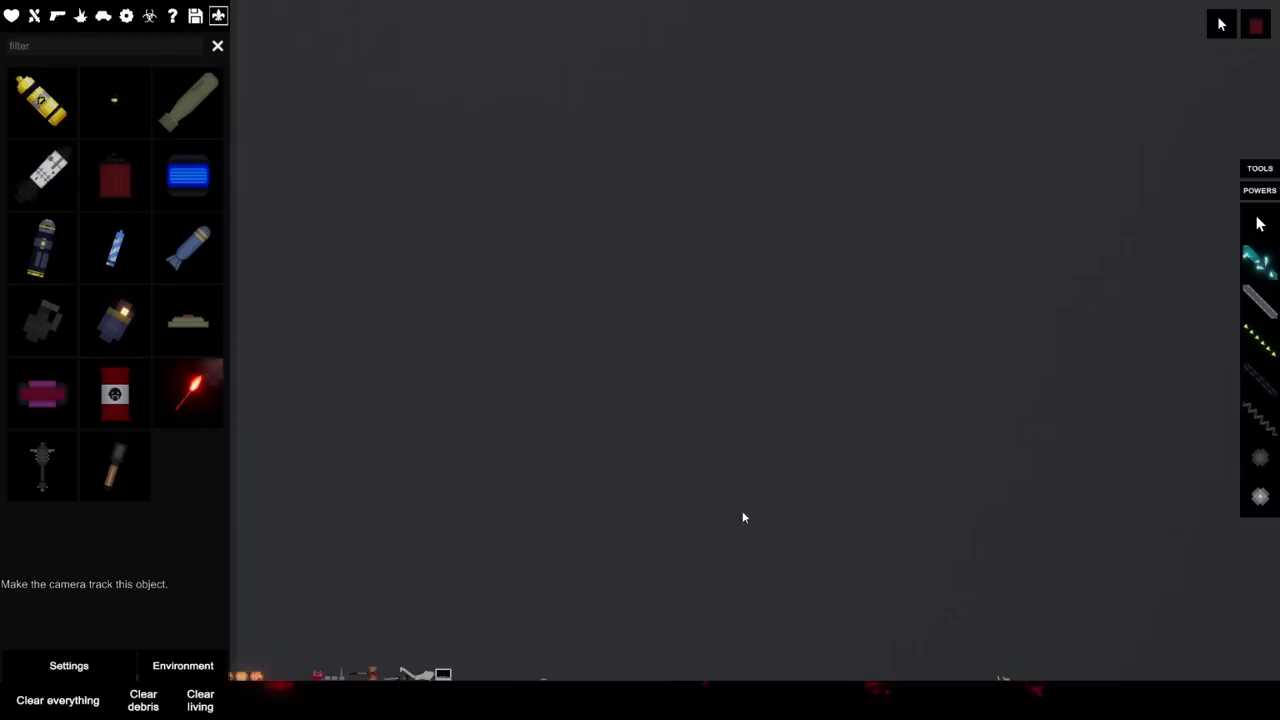 filter
TOOLS
POWERS
Make the camera track this object.
Settings
Environment
Clear everything
Clear debris
Clear living